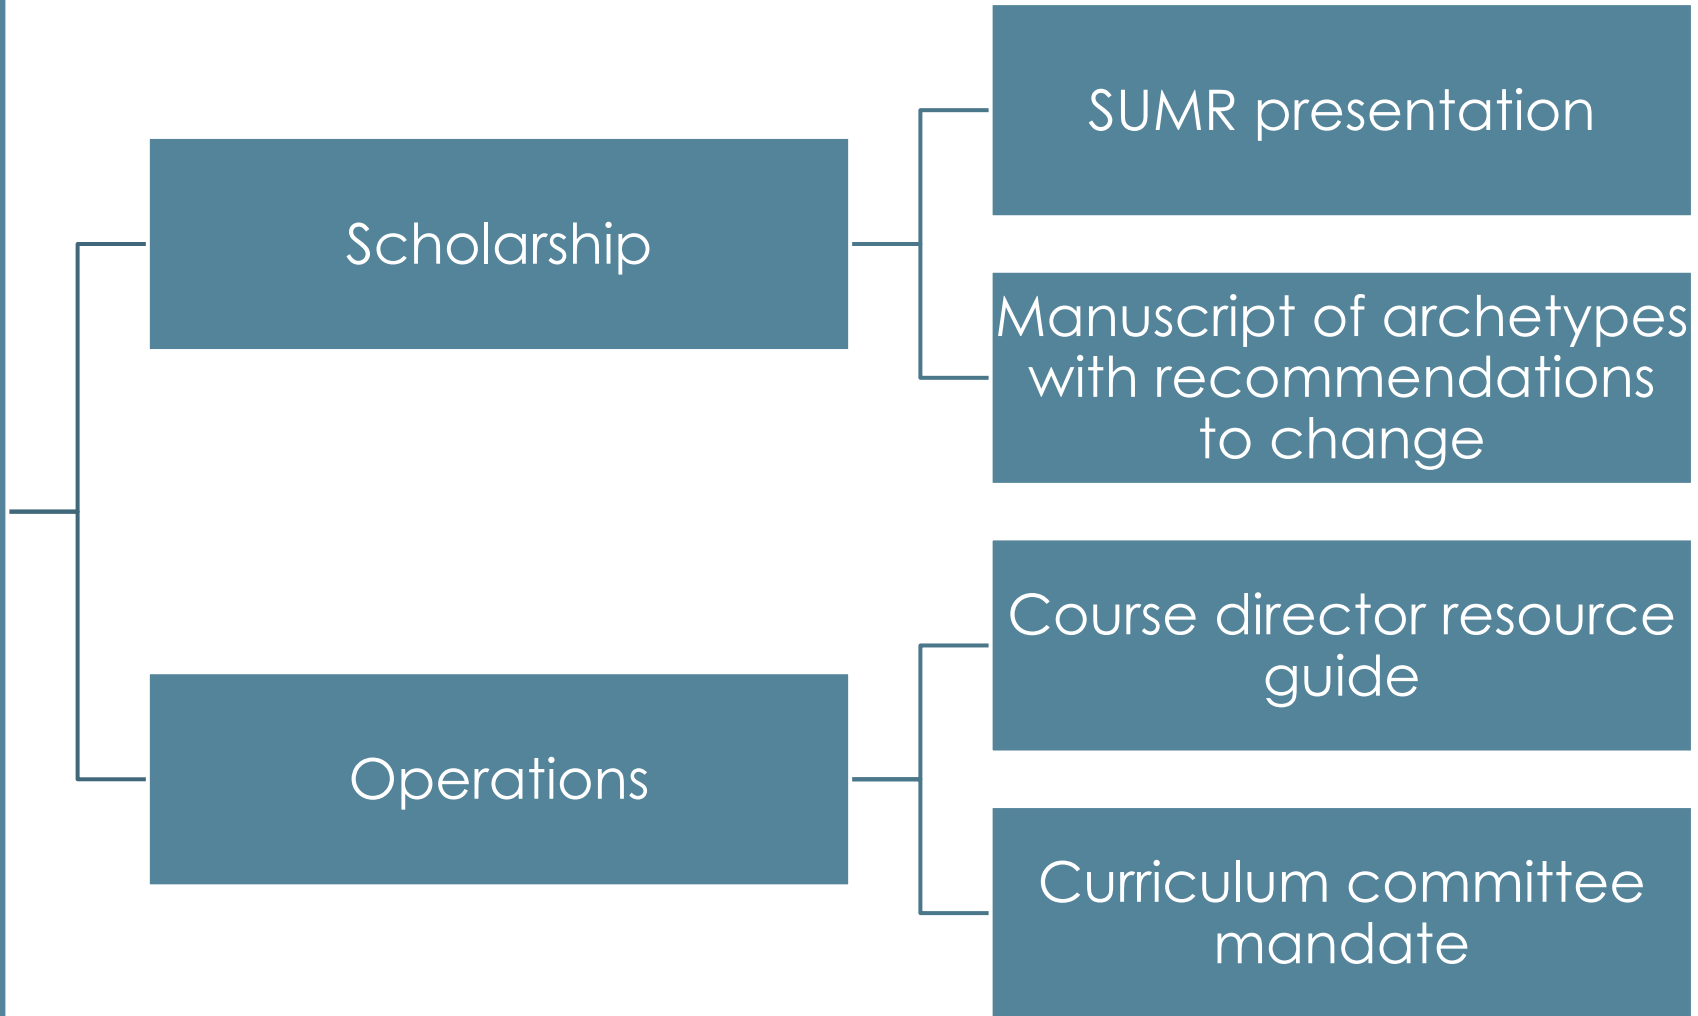 Scholarship
SUMR presentation
Manuscript of archetypes
with recommendations
to change
Operations
Course director resource
guide
Curriculum committee
mandate